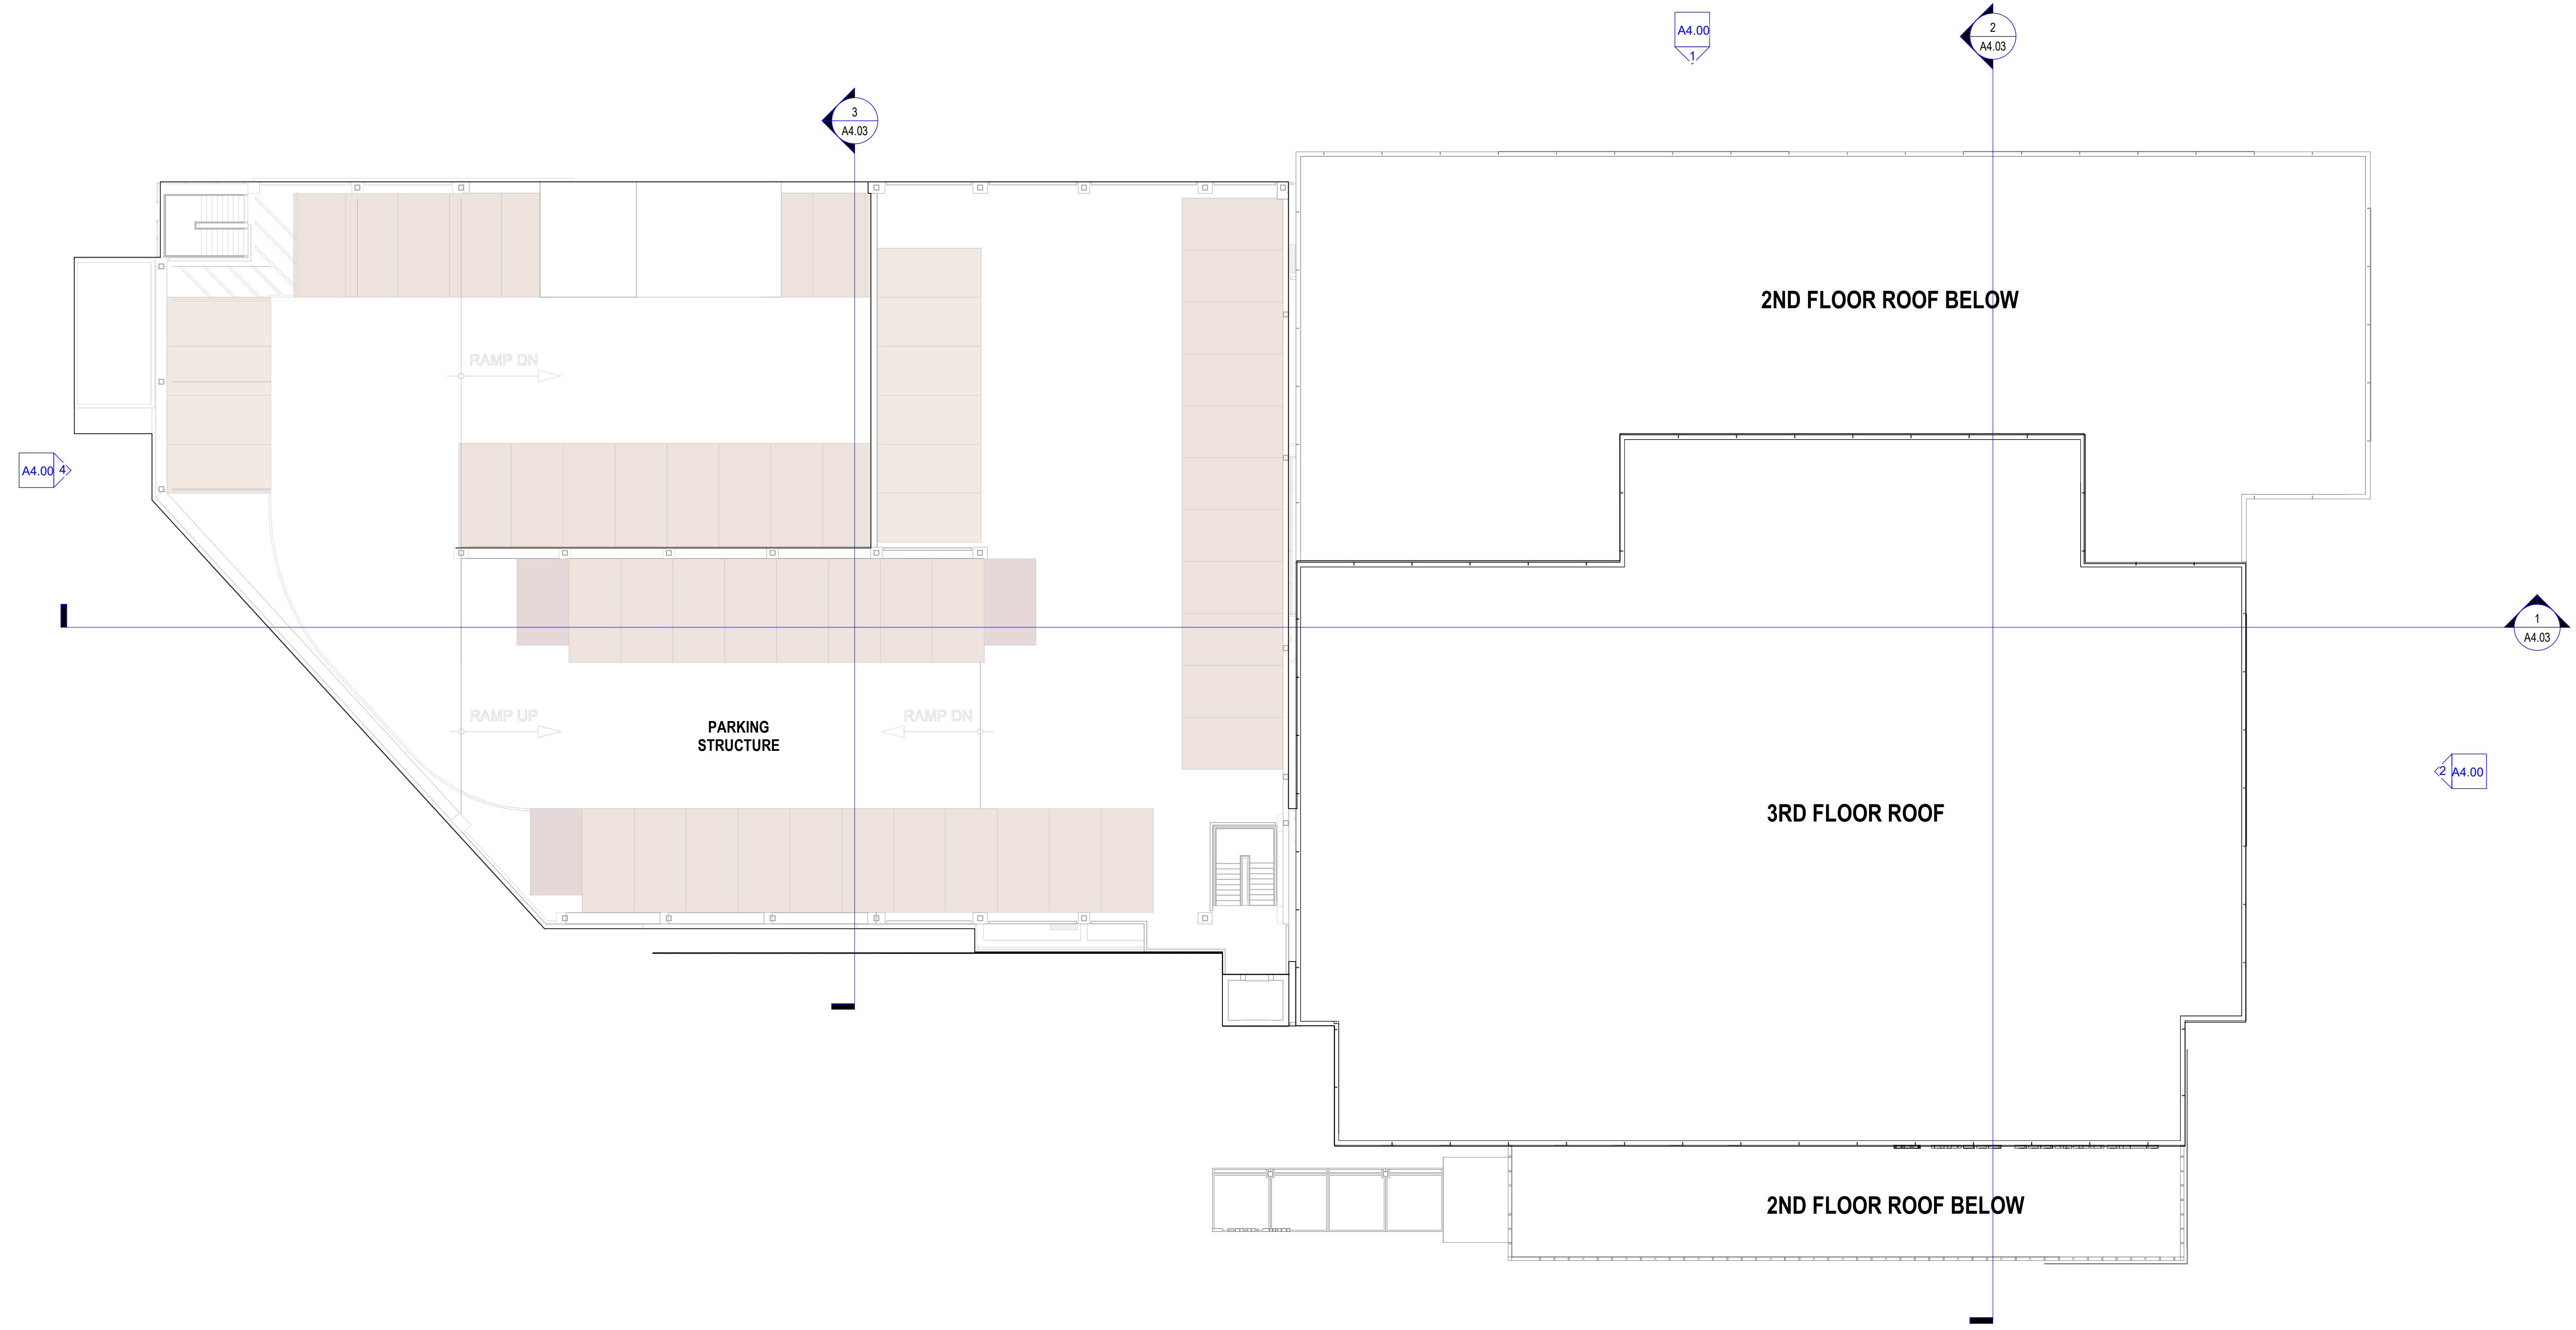 A4.00
1
2
A4.03
3
A4.03
2ND FLOOR ROOF BELOW
RAMP DN
A4.00 4
1
A4.03
RAMP UP
RAMP DN
PARKING
STRUCTURE
2 A4.00
3RD FLOOR ROOF
2ND FLOOR ROOF BELOW